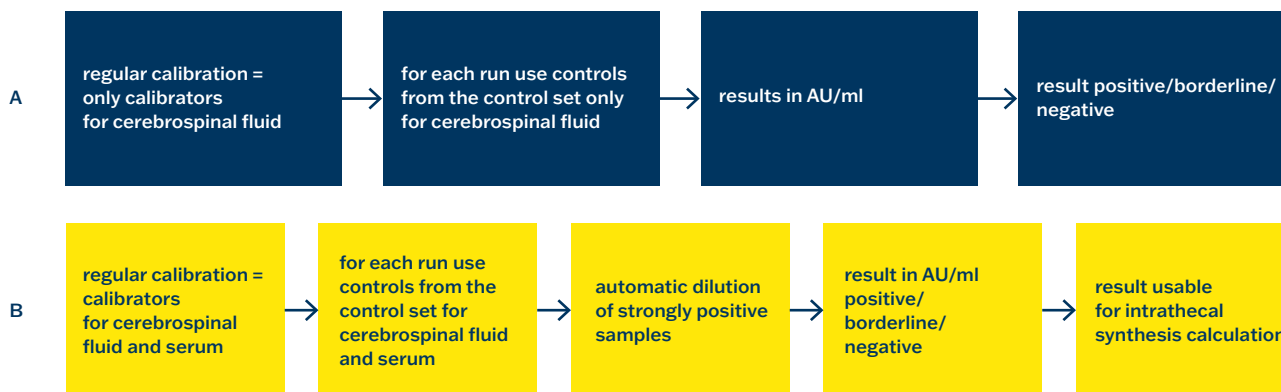 A
regular calibration =
only calibrators
for cerebrospinal fluid
for each run use controls
from the control set only
for cerebrospinal fluid
results in AU/ml
result positive/borderline/
negative
B
regular calibration =
calibrators
for cerebrospinal
fluid and serum
for each run use
controls from the
control set for
cerebrospinal fluid
and serum
automatic dilution
of strongly positive
samples
result in AU/ml
positive/
borderline/
negative
result usable
for intrathecal
synthesis calculation